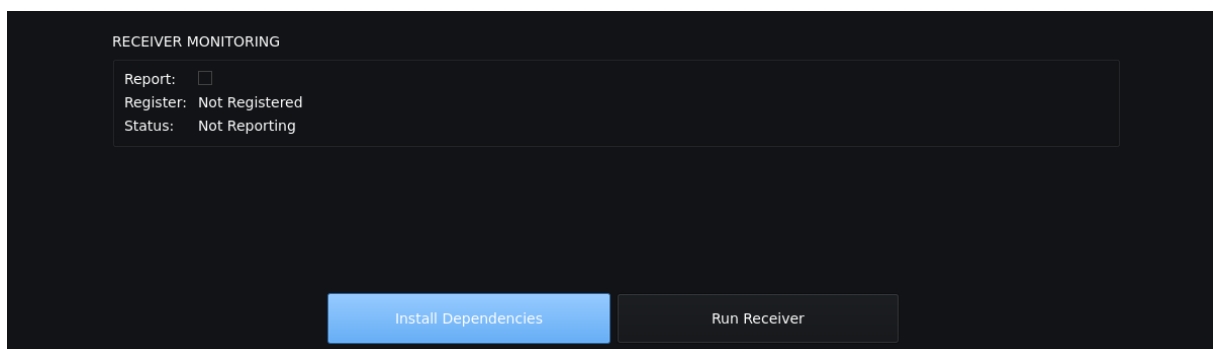 RECEIVER MONITORING
Report:
Register: Not Registered
Status: Not Reporting
Install Dependencies Run Receiver